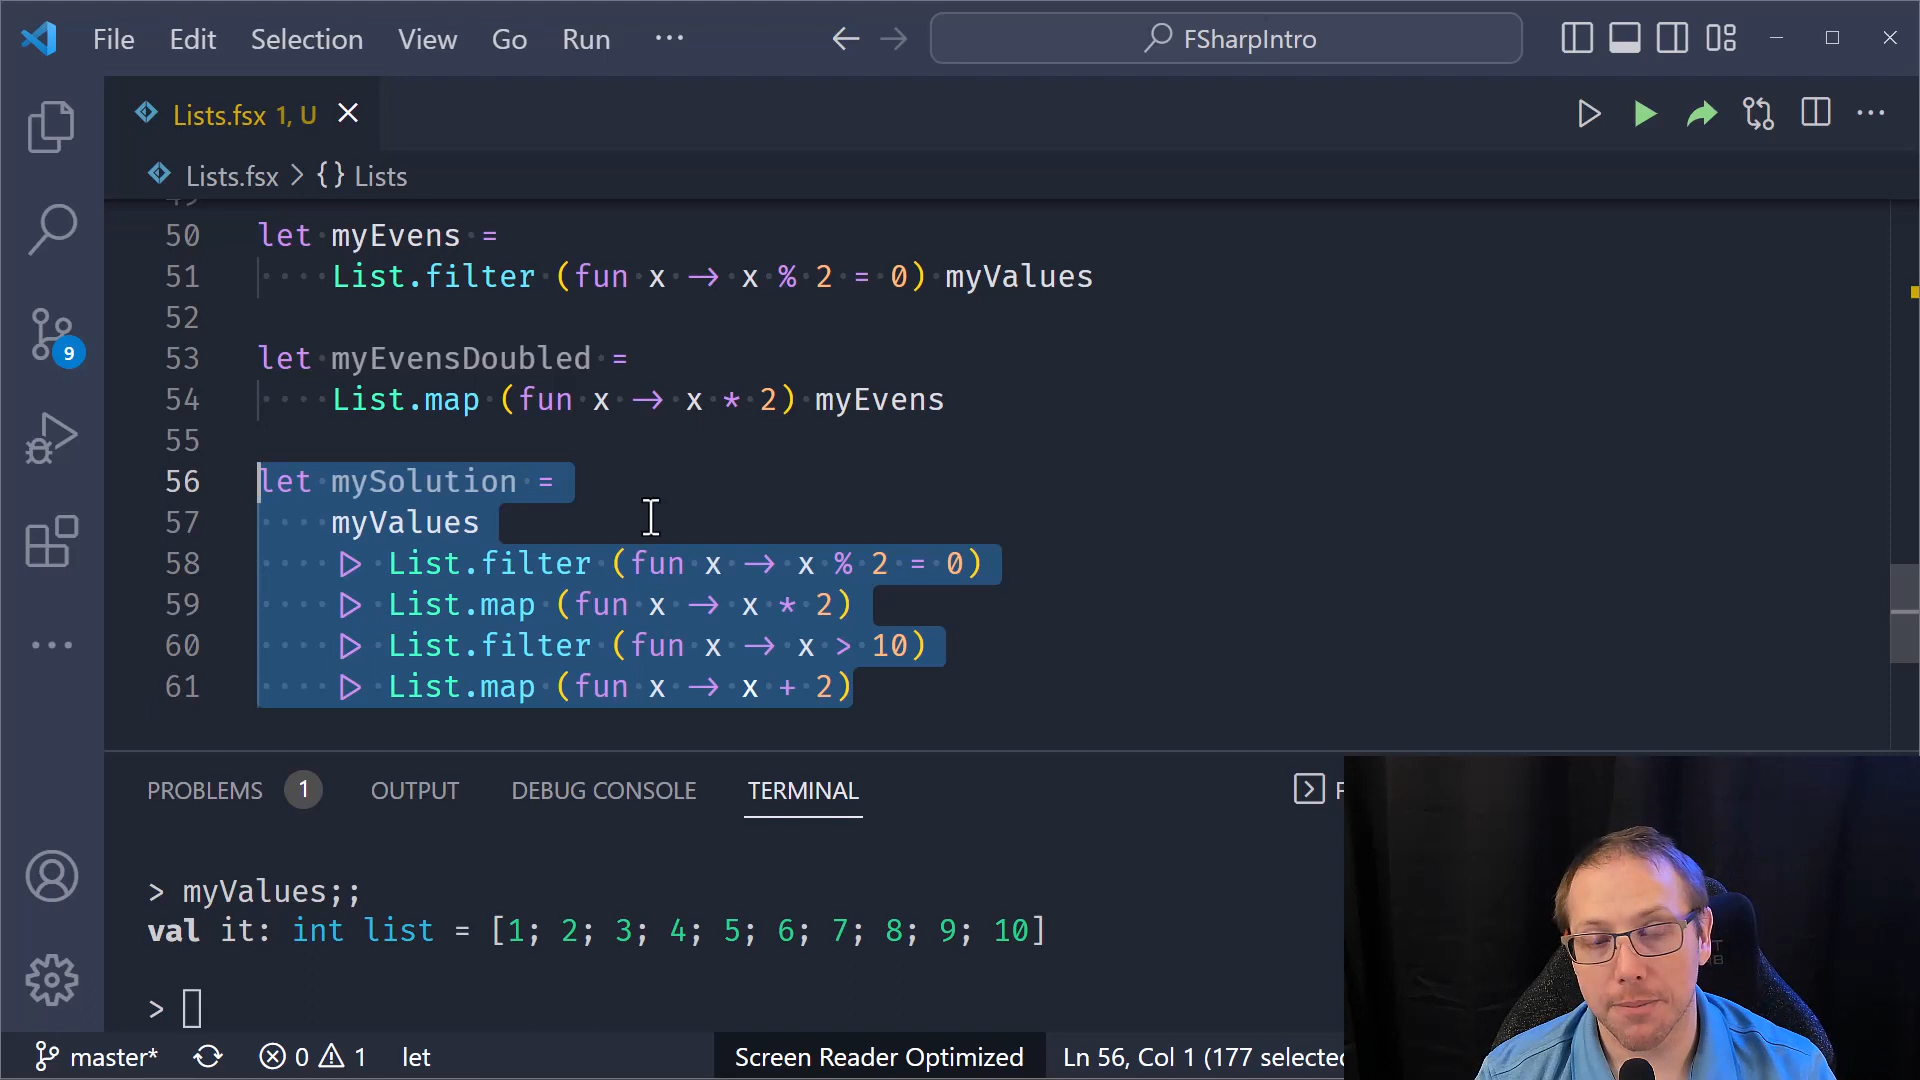 File Edit Selection View Go Run ··· FSharpIntro
Lists.fsx 1, U
Lists.fsx > {} Lists
49
50 let myEvens =
51 List.filter (fun x → x % 2 = 0) myValues
52
53 let myEvensDoubled =
54 List.map (fun x → x * 2) myEvens
55
56 let mySolution =
57 myValues
58 ▷ List.filter (fun x → x % 2 = 0)
59 ▷ List.map (fun x → x * 2)
60 ▷ List.filter (fun x → x > 10)
61 ▷ List.map (fun x → x + 2)
9
PROBLEMS 1 OUTPUT DEBUG CONSOLE TERMINAL
> myValues;;
val it: int list = [1; 2; 3; 4; 5; 6; 7; 8; 9; 10]
>
master* 0 1 let Screen Reader Optimized Ln 56, Col 1 (177 selected